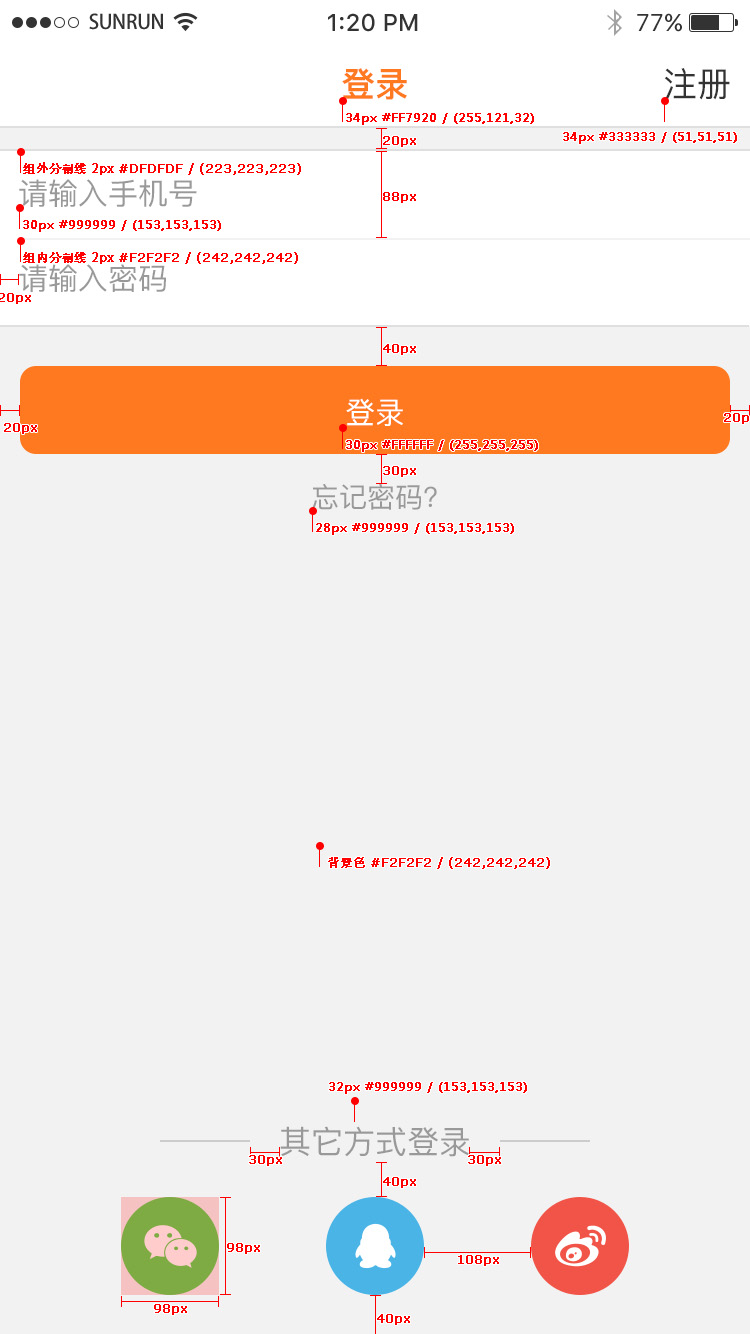 SUNRUN 1:20 PM 77%
登录 注册
34px #FF7920 / (255,121,32)
34px #333333 / (51,51,51)
20px
组外分割线 2px #DFDFDF / (223,223,223)
请输入手机号
88px
30px #999999 / (153,153,153)
组内分割线 2px #F2F2F2 / (242,242,242)
请输入密码
20px
40px
登录
20px
20p
30px #FFFFFF / (255,255,255)
30px
忘记密码?
28px #999999 / (153,153,153)
背景色 #F2F2F2 / (242,242,242)
32px #999999 / (153,153,153)
其它方式登录
30px 30px
40px
98px
108px
98px
40px